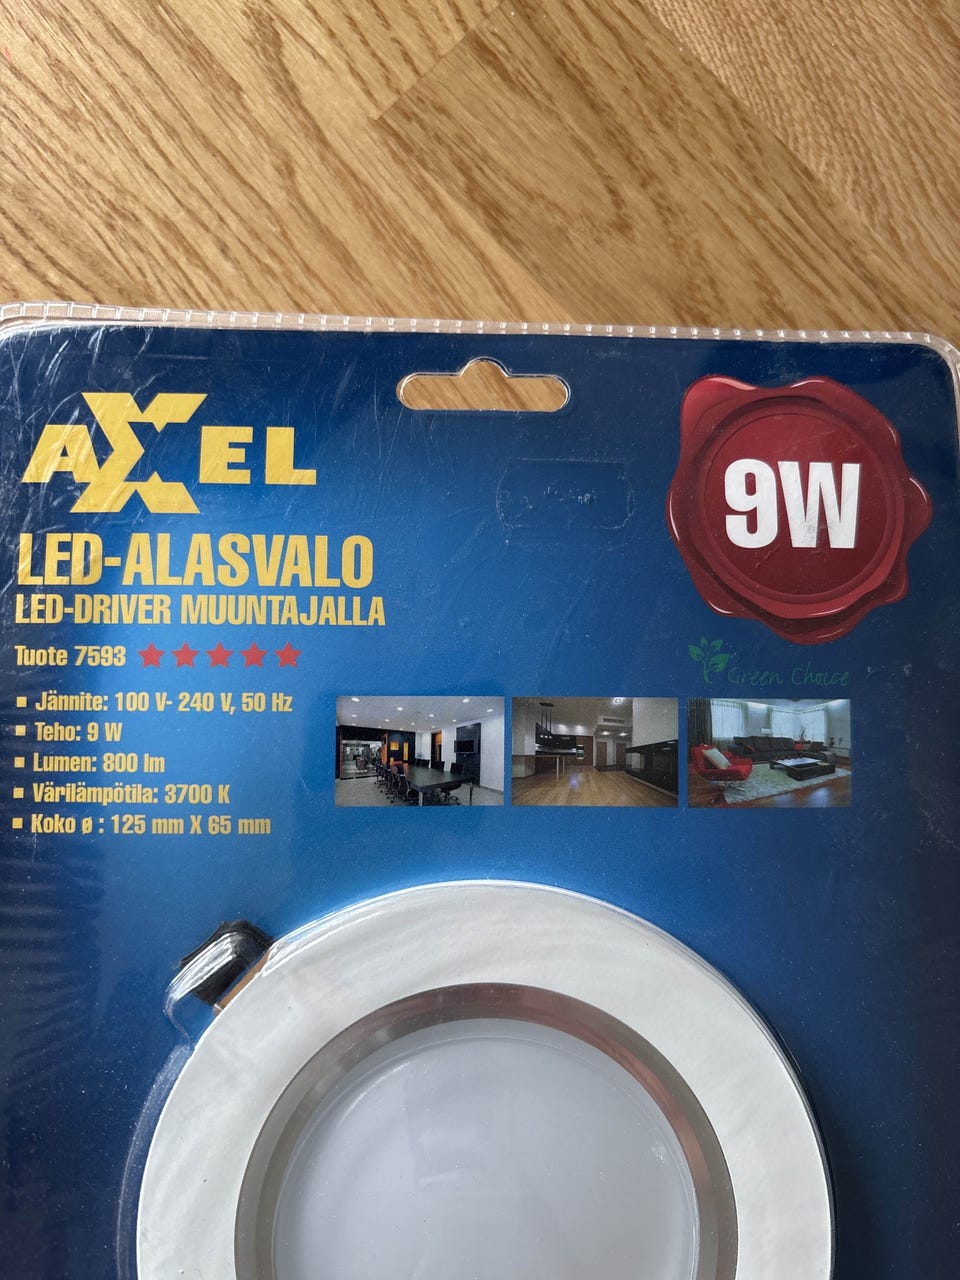 AXEL
9W
LED-ALASVALO
LED-DRIVER MUUNTAJALLA
Tuote 7593
Green Choice
▪ Jännite: 100 V- 240 V, 50 Hz
▪ Teho: 9 W
▪ Lumen: 800 lm
▪ Värilämpötila: 3700 K
▪ Koko ø : 125 mm X 65 mm